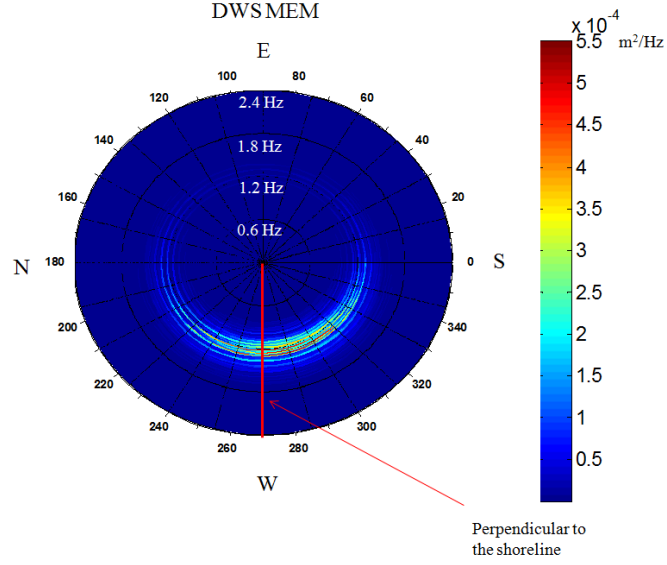 DWS MEM
x 10⁻⁴
5.5
m²/Hz
E
100
80
120
2.4 Hz
60
5
140
1.8 Hz
40
4.5
160
1.2 Hz
20
4
0.6 Hz
3.5
N
180
0
S
3
200
340
2.5
220
320
2
240
300
1.5
260
270
280
1
W
0.5
Perpendicular to
the shoreline